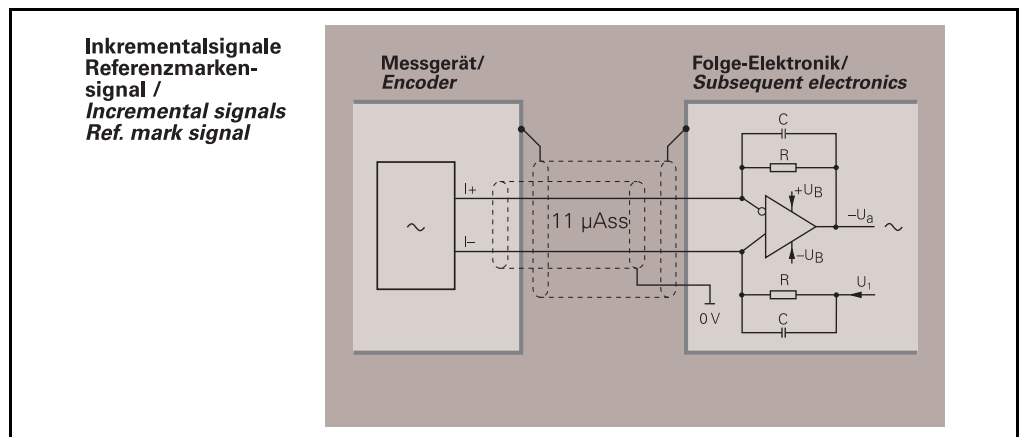 Inkrementalsignale
Referenzmarken-
signal /
Incremental signals
Ref. mark signal
Messgerät/
Encoder
Folge-Elektronik/
Subsequent electronics
C
R
I+
+UB
11 µAss
−Ua ~
~
I−
−UB
R
U1
0 V
C